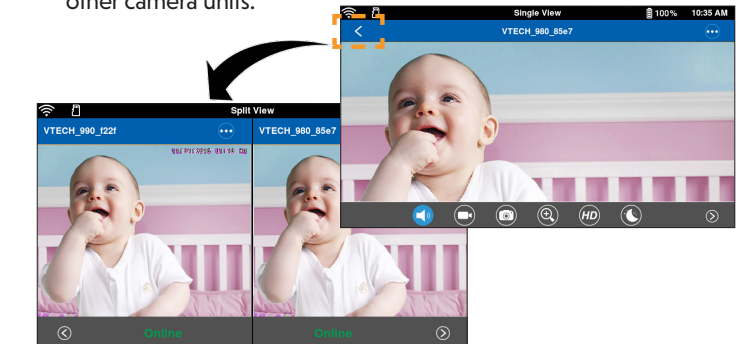 other camera units.
Single View
100%
10:35 AM
VTECH_980_85e7
HD
Split View
VTECH_990_f22f
VTECH_980_85e7
Online
Online